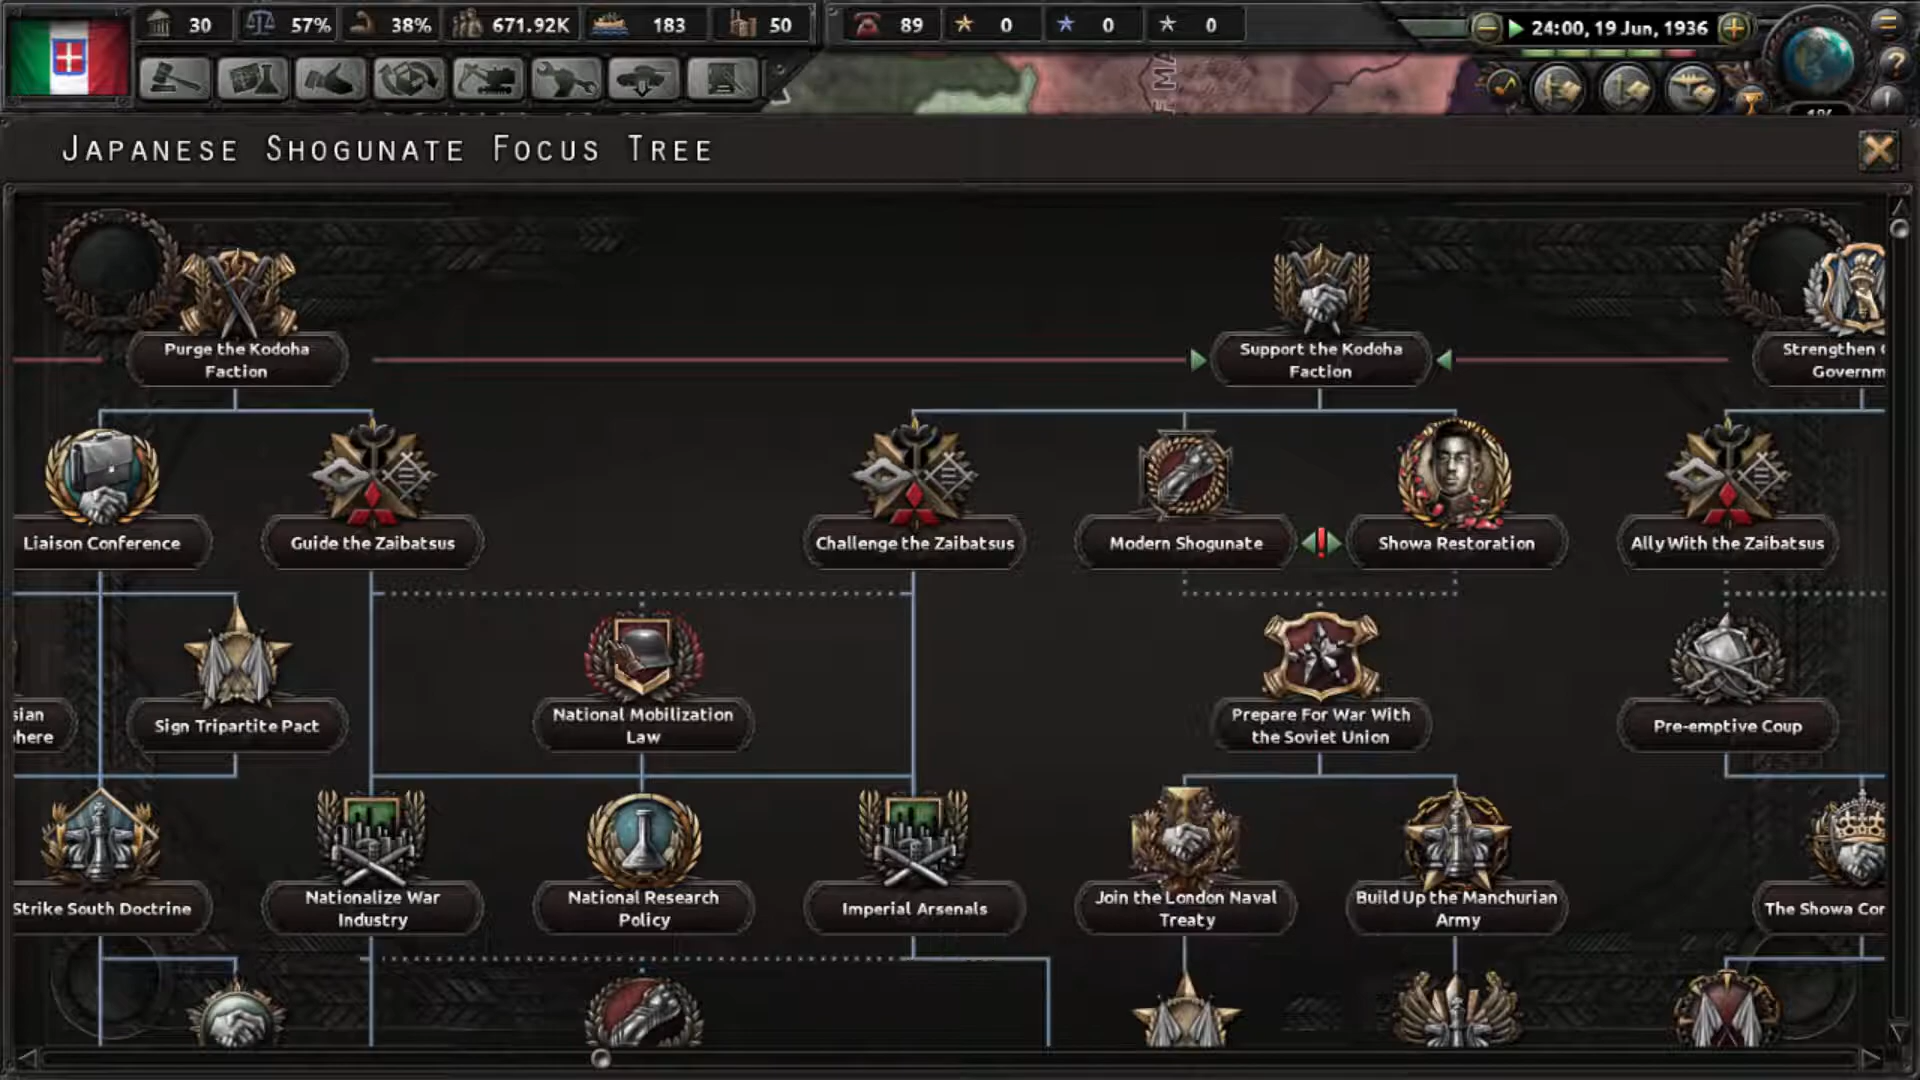 30
57%
38%
671.92K
183
50
89
0
0
0
24:00, 19 Jun, 1936
?
JAPANESE SHOGUNATE FOCUS TREE
Purge the Kodoha
Faction
Support the Kodoha
Faction
Strengthen
Governm
Liaison Conference
Guide the Zaibatsus
Challenge the Zaibatsus
Modern Shogunate
Showa Restoration
Ally With the Zaibatsus
sian
here
Sign Tripartite Pact
National Mobilization
Law
Prepare For War With
the Soviet Union
Pre-emptive Coup
Strike South Doctrine
Nationalize War
Industry
National Research
Policy
Imperial Arsenals
Join the London Naval
Treaty
Build Up the Manchurian
Army
The Showa Cor